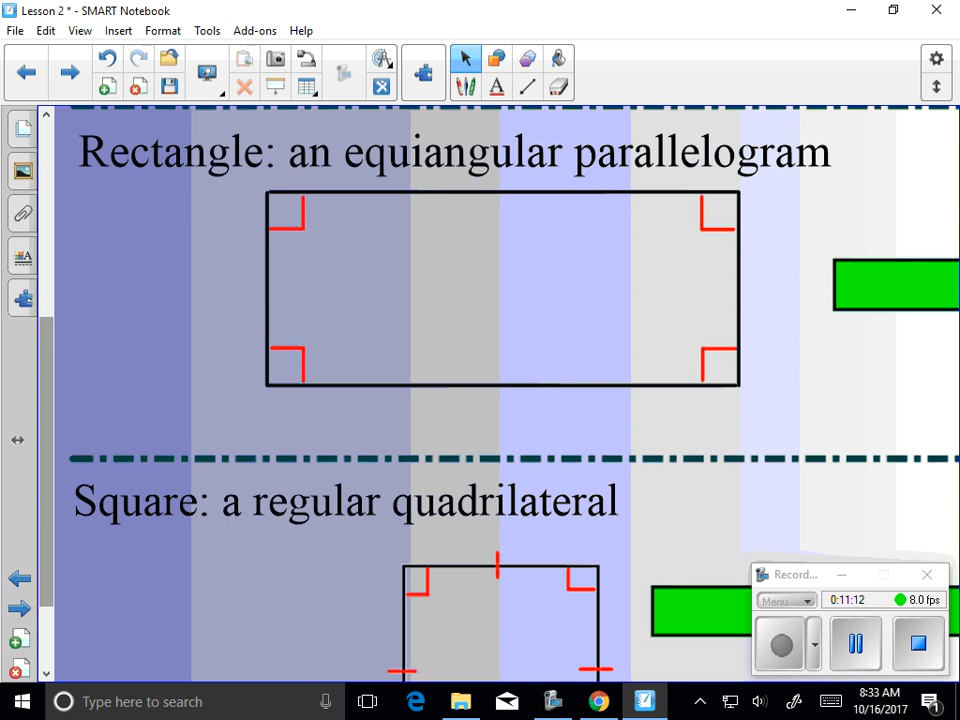 Lesson 2 * - SMART Notebook
File Edit View Insert Format Tools Add-ons Help
Rectangle: an equiangular parallelogram
Square: a regular quadrilateral
Record...
Menu 0:11:12 8.0 fps
Type here to search
8:33 AM
10/16/2017
1